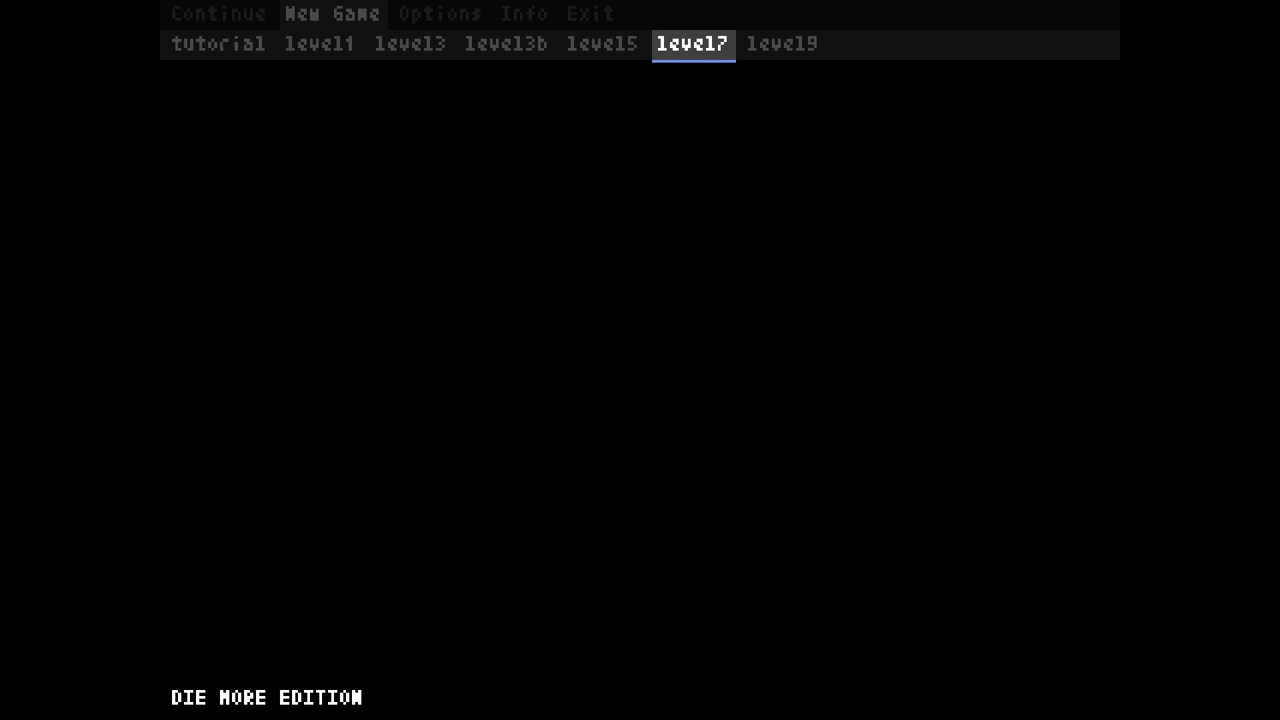 Continue New Game Options Info Exit
tutorial level1 level3 level3b level5 level7 level9
DIE MORE EDITION